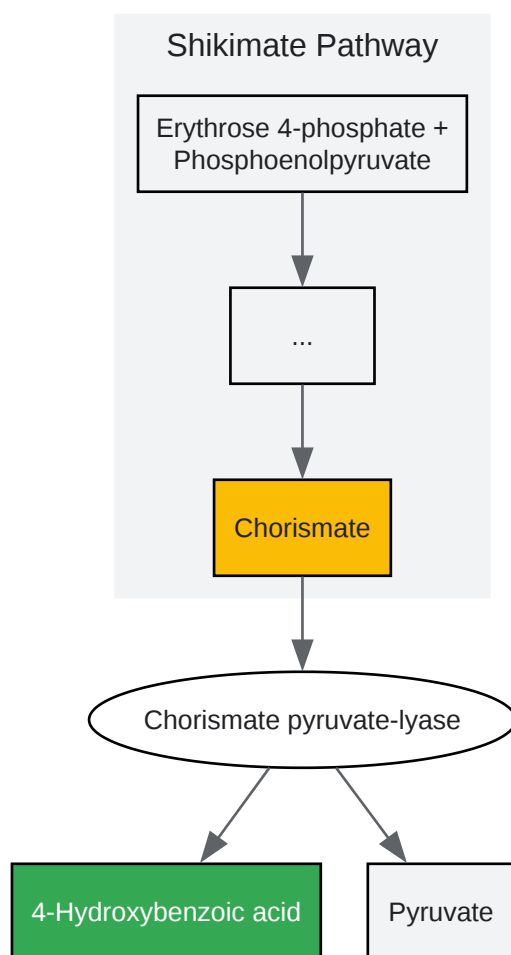 Shikimate Pathway
Erythrose 4-phosphate +
Phosphoenolpyruvate
...
Chorismate
Chorismate pyruvate-lyase
4-Hydroxybenzoic acid
Pyruvate